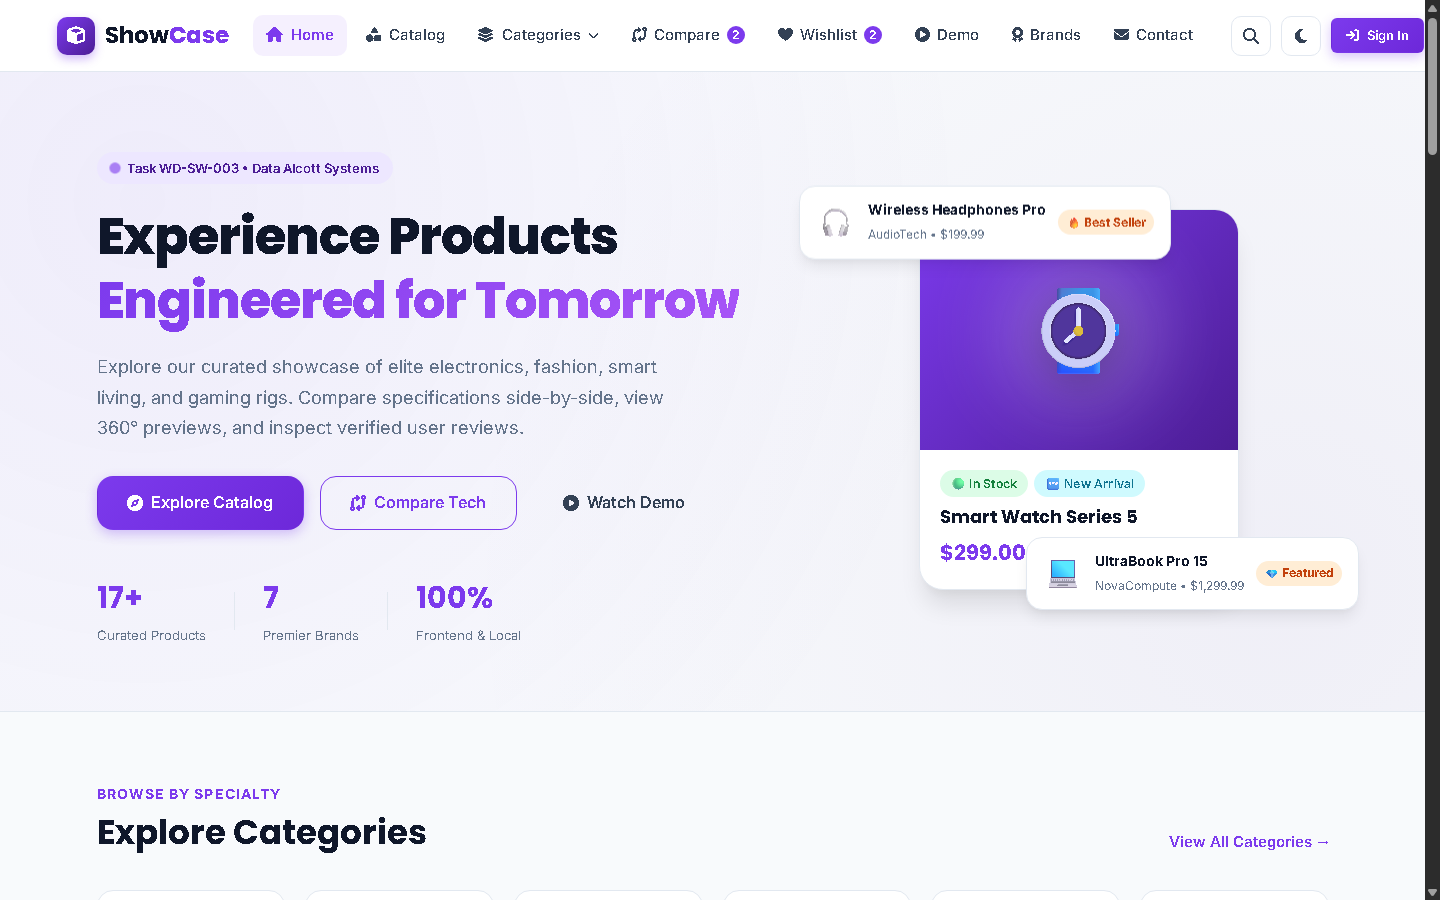 ShowCase
Home
Catalog
Categories
Compare 2
Wishlist 2
Demo
Brands
Contact
Sign In
Task WD-SW-003 • Data Alcott Systems
Experience Products
Engineered for Tomorrow
Explore our curated showcase of elite electronics, fashion, smart
living, and gaming rigs. Compare specifications side-by-side, view
360° previews, and inspect verified user reviews.
Explore Catalog
Compare Tech
Watch Demo
17+
Curated Products
7
Premier Brands
100%
Frontend & Local
Wireless Headphones Pro
AudioTech • $199.99
Best Seller
In Stock
New Arrival
Smart Watch Series 5
$299.00
UltraBook Pro 15
NovaCompute • $1,299.99
Featured
BROWSE BY SPECIALTY
Explore Categories
View All Categories →